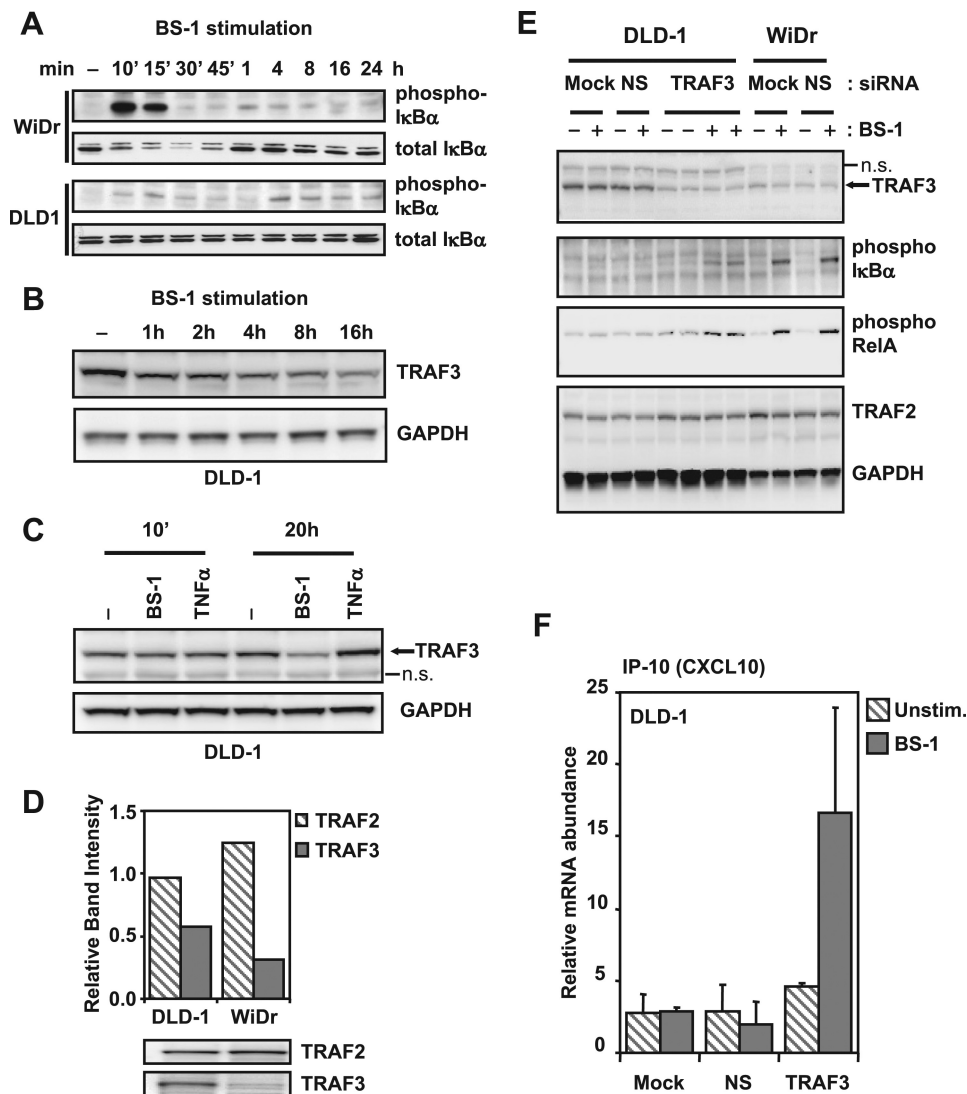 A
BS-1 stimulation
min – 10’ 15’ 30’ 45’ 1 4 8 16 24 h
WiDr
phospho-
IκBα
total IκBα
DLD1
phospho-
IκBα
total IκBα
B
BS-1 stimulation
– 1h 2h 4h 8h 16h
TRAF3
GAPDH
DLD-1
C
10’ 20h
– BS-1 TNFα – BS-1 TNFα
TRAF3
n.s.
GAPDH
DLD-1
D
Relative Band Intensity
1.5
1.0
0.5
0.0
TRAF2
TRAF3
DLD-1 WiDr
TRAF2
TRAF3
E
DLD-1 WiDr
Mock NS TRAF3 Mock NS : siRNA
– + – + – – + + – + – + : BS-1
n.s.
TRAF3
phospho
IκBα
phospho
RelA
TRAF2
GAPDH
F
IP-10 (CXCL10)
DLD-1
Relative mRNA abundance
25
20
15
10
5
0
Unstim.
BS-1
Mock NS TRAF3